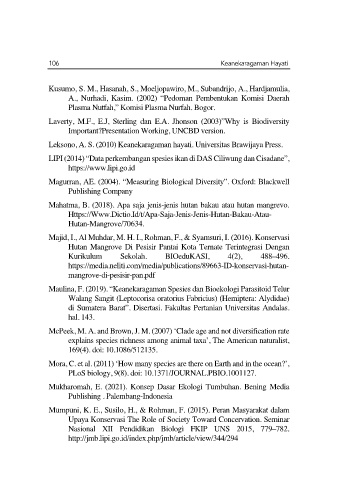 106 Keanekaragaman Hayati
Kusumo, S. M., Hasanah, S., Moeljopawiro, M., Subandrijo, A., Hardjamulia,
A., Nurhadi, Kasim. (2002) “Pedoman Pembentukan Komisi Daerah
Plasma Nutfah,” Komisi Plasma Nurfah. Bogor.
Laverty, M.F., E.J, Sterling dan E.A. Jhonson (2003)”Why is Biodiversity
Important?Presentation Working, UNCBD version.
Leksono, A. S. (2010) Keanekaragaman hayati. Universitas Brawijaya Press.
LIPI (2014) “Data perkembangan spesies ikan di DAS Ciliwung dan Cisadane”,
https://www.lipi.go.id
Magurran, AE. (2004). “Measuring Biological Diversity”. Oxford: Blackwell
Publishing Company
Mahatma, B. (2018). Apa saja jenis-jenis hutan bakau atau hutan mangrevo.
Https://Www.Dictio.Id/t/Apa-Saja-Jenis-Jenis-Hutan-Bakau-Atau-
Hutan-Mangrove/70634.
Majid, I., Al Muhdar, M. H. I., Rohman, F., & Syamsuri, I. (2016). Konservasi
Hutan Mangrove Di Pesisir Pantai Kota Ternate Terintegrasi Dengan
Kurikulum Sekolah. BIOeduKASI, 4(2), 488–496.
https://media.neliti.com/media/publications/89663-ID-konservasi-hutan-
mangrove-di-pesisir-pan.pdf
Maulina, F. (2019). “Keanekaragaman Spesies dan Bioekologi Parasitoid Telur
Walang Sangit (Leptocorisa oratorius Fabricius) (Hemiptera: Alydidae)
di Sumatera Barat”. Disertasi. Fakultas Pertanian Universitas Andalas.
hal. 143.
McPeek, M. A. and Brown, J. M. (2007) ‘Clade age and not diversification rate
explains species richness among animal taxa’, The American naturalist,
169(4). doi: 10.1086/512135.
Mora, C. et al. (2011) ‘How many species are there on Earth and in the ocean?’,
PLoS biology, 9(8). doi: 10.1371/JOURNAL.PBIO.1001127.
Mukharomah, E. (2021). Konsep Dasar Ekologi Tumbuhan. Bening Media
Publishing . Palembang-Indonesia
Mumpuni, K. E., Susilo, H., & Rohman, F. (2015). Peran Masyarakat dalam
Upaya Konservasi The Role of Society Toward Concervation. Seminar
Nasional XII Pendidikan Biologi FKIP UNS 2015, 779–782.
http://jmb.lipi.go.id/index.php/jmb/article/view/344/294